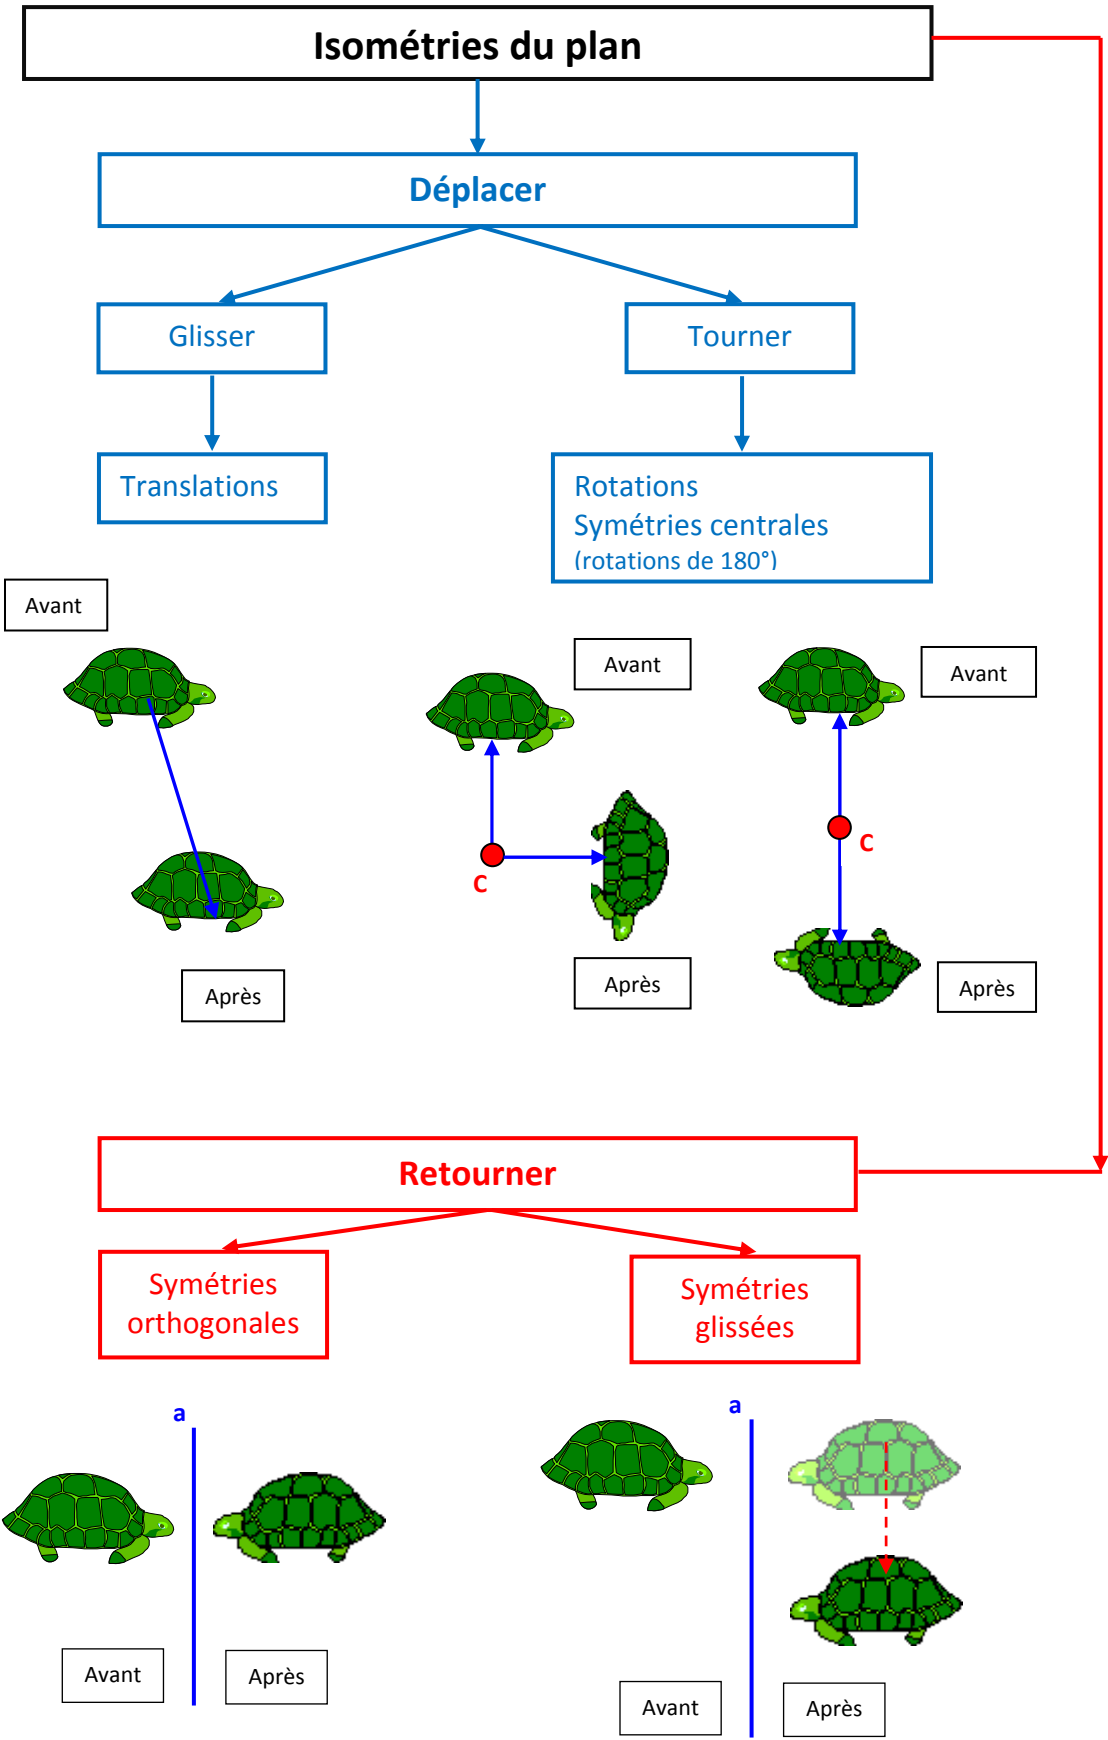 Isométries du plan
Déplacer
Glisser
Tourner
Translations
Rotations
Symétries centrales
(rotations de 180°)
Avant
Avant
Avant
C
C
Après
Après
Après
Retourner
Symétries
orthogonales
Symétries
glissées
a
a
Avant
Après
Avant
Après